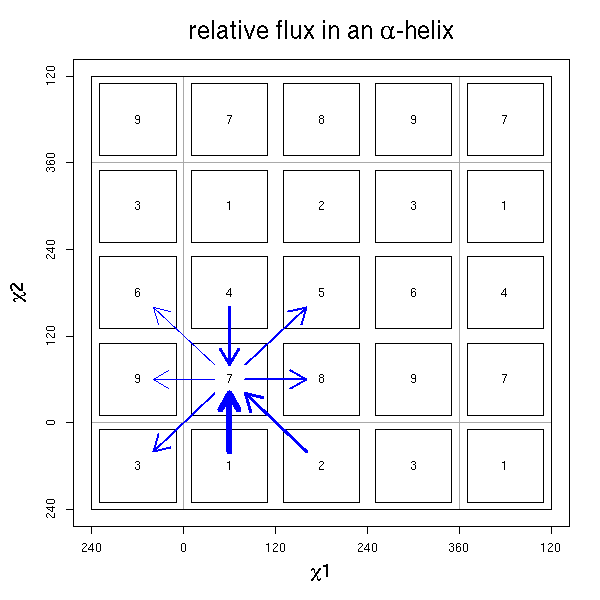 relative flux in an α-helix
120
9 7 8 9 7
360
3 1 2 3 1
240
6 4 5 6 4
χ2
120
9 7 8 9 7
0
3 1 2 3 1
240
240 0 120 240 360 120
χ1